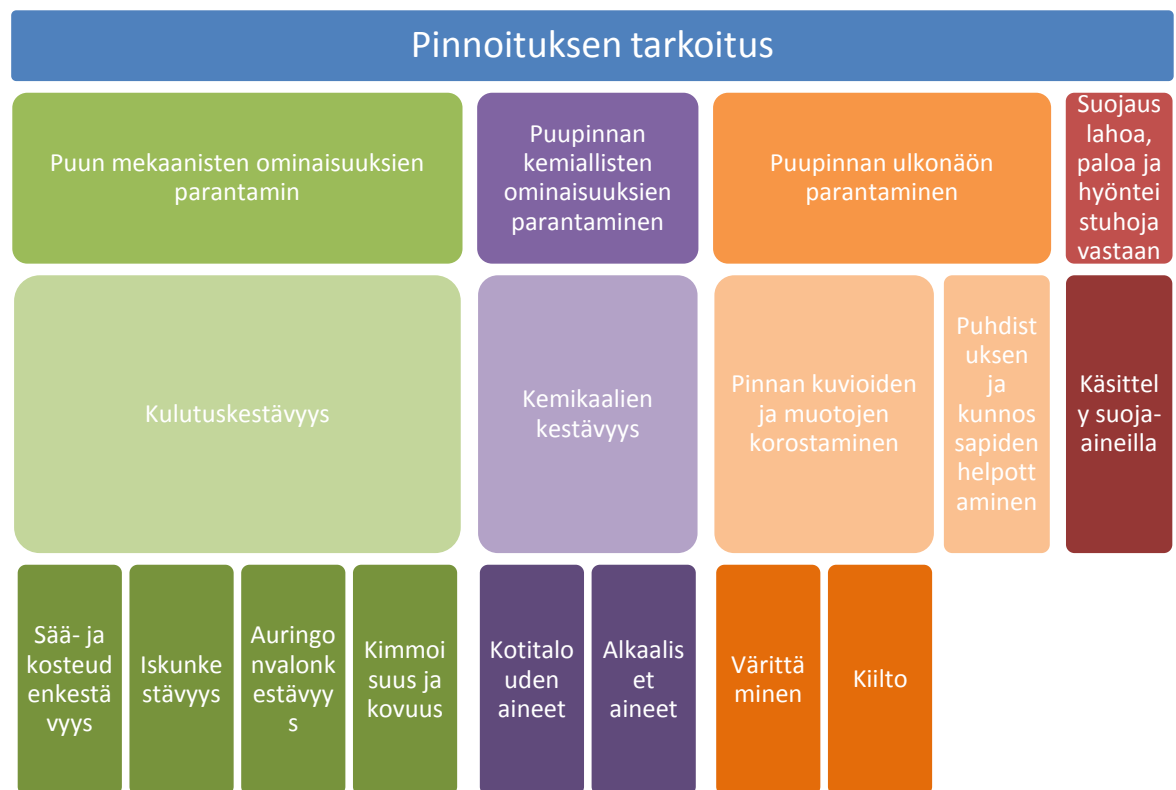 Pinnoituksen tarkoitus
Puun mekaanisten ominaisuuksien
parantamin
Puupinnan
kemiallisten
ominaisuuksien
parantaminen
Puupinnan ulkonäön
parantaminen
Suojaus
lahoa,
paloa ja
hyöntei
stuhoja
vastaan
Kulutuskestävyys
Kemikaalien
kestävyys
Pinnan kuvioiden
ja muotojen
korostaminen
Puhdist
uksen
ja
kunnos
sapiden
helpott
aminen
Käsittel
y suoja-
aineilla
Sää- ja
kosteud
enkestä
vyys
Iskunke
stävyys
Auringo
nvalonk
estävyy
s
Kimmoi
suus ja
kovuus
Kotitalo
uden
aineet
Alkaalis
et
aineet
Värittä
minen
Kiilto